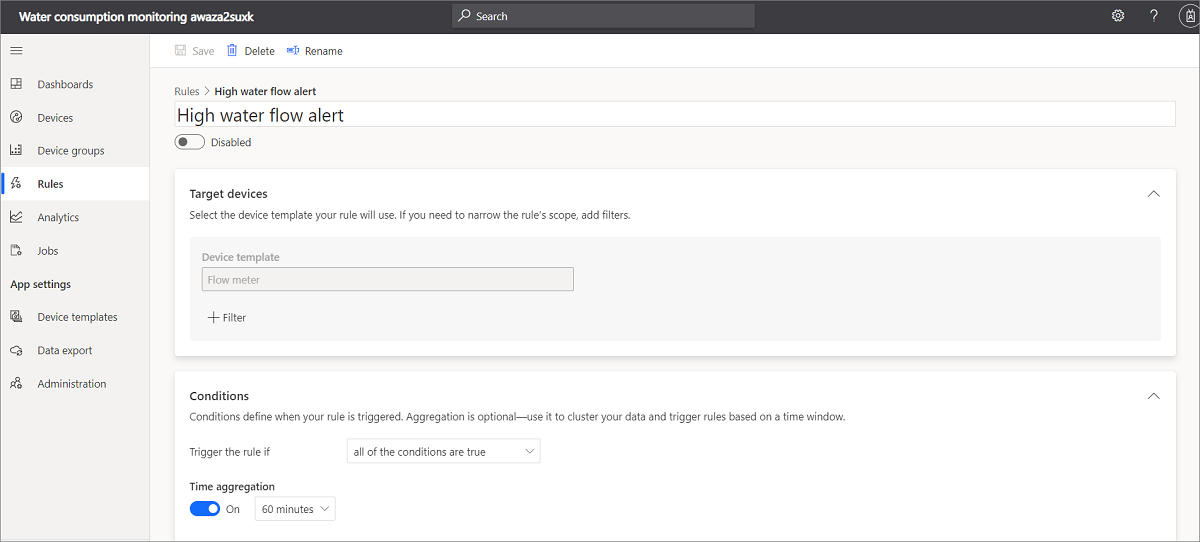 Water consumption monitoring awaza2suxk
Search
?
Save Delete Rename
Dashboards
Devices
Device groups
Rules
Analytics
Jobs
App settings
Device templates
Data export
Administration
Rules > High water flow alert
High water flow alert
Disabled
Target devices
Select the device template your rule will use. If you need to narrow the rule's scope, add filters.
Device template
Flow meter
+ Filter
Conditions
Conditions define when your rule is triggered. Aggregation is optional—use it to cluster your data and trigger rules based on a time window.
Trigger the rule if all of the conditions are true
Time aggregation
On 60 minutes